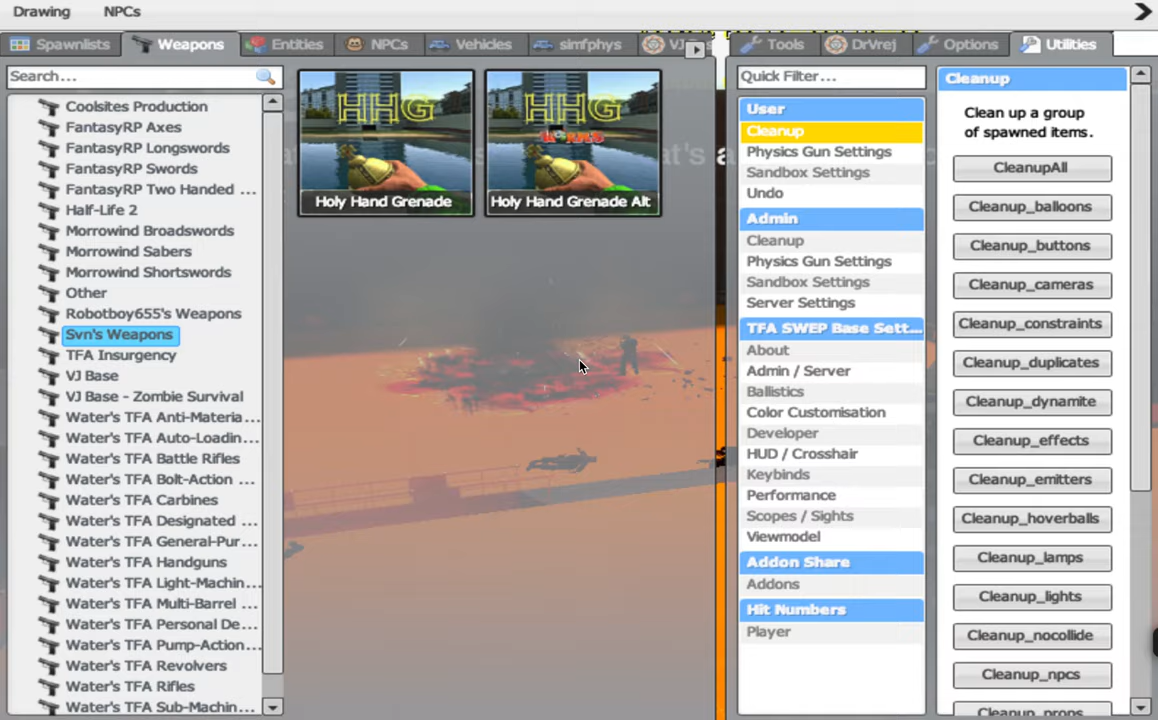 Drawing NPCs
Spawnlists Weapons Entities NPCs Vehicles simfphys
Search...
Coolsites Production
FantasyRP Axes
FantasyRP Longswords
FantasyRP Swords
FantasyRP Two Handed ...
Half-Life 2
Morrowind Broadswords
Morrowind Sabers
Morrowind Shortswords
Other
Robotboy655's Weapons
Svn's Weapons
TFA Insurgency
VJ Base
VJ Base - Zombie Survival
Water's TFA Anti-Materia...
Water's TFA Auto-Loadin...
Water's TFA Battle Rifles
Water's TFA Bolt-Action ...
Water's TFA Carbines
Water's TFA Designated ...
Water's TFA General-Pur...
Water's TFA Handguns
Water's TFA Light-Machin...
Water's TFA Multi-Barrel ...
Water's TFA Personal De...
Water's TFA Pump-Action...
Water's TFA Revolvers
Water's TFA Rifles
Water's TFA Sub-Machin...
HHG
Holy Hand Grenade
HHG
Holy Hand Grenade Alt
Tools DrVrej Options Utilities
Quick Filter...
User
Cleanup
Physics Gun Settings
Sandbox Settings
Undo
Admin
Cleanup
Physics Gun Settings
Sandbox Settings
Server Settings
TFA SWEP Base Sett...
About
Admin / Server
Ballistics
Color Customisation
Developer
HUD / Crosshair
Keybinds
Performance
Scopes / Sights
Viewmodel
Addon Share
Addons
Hit Numbers
Player
Cleanup
Clean up a group
of spawned items.
CleanupAll
Cleanup_balloons
Cleanup_buttons
Cleanup_cameras
Cleanup_constraints
Cleanup_duplicates
Cleanup_dynamite
Cleanup_effects
Cleanup_emitters
Cleanup_hoverballs
Cleanup_lamps
Cleanup_lights
Cleanup_nocollide
Cleanup_npcs
Cleanup_props